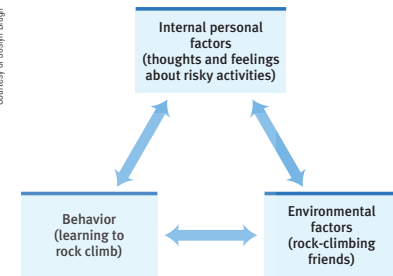 Internal personal
factors
(thoughts and feelings
about risky activities)
Behavior
(learning to
rock climb)
Environmental
factors
(rock-climbing
friends)